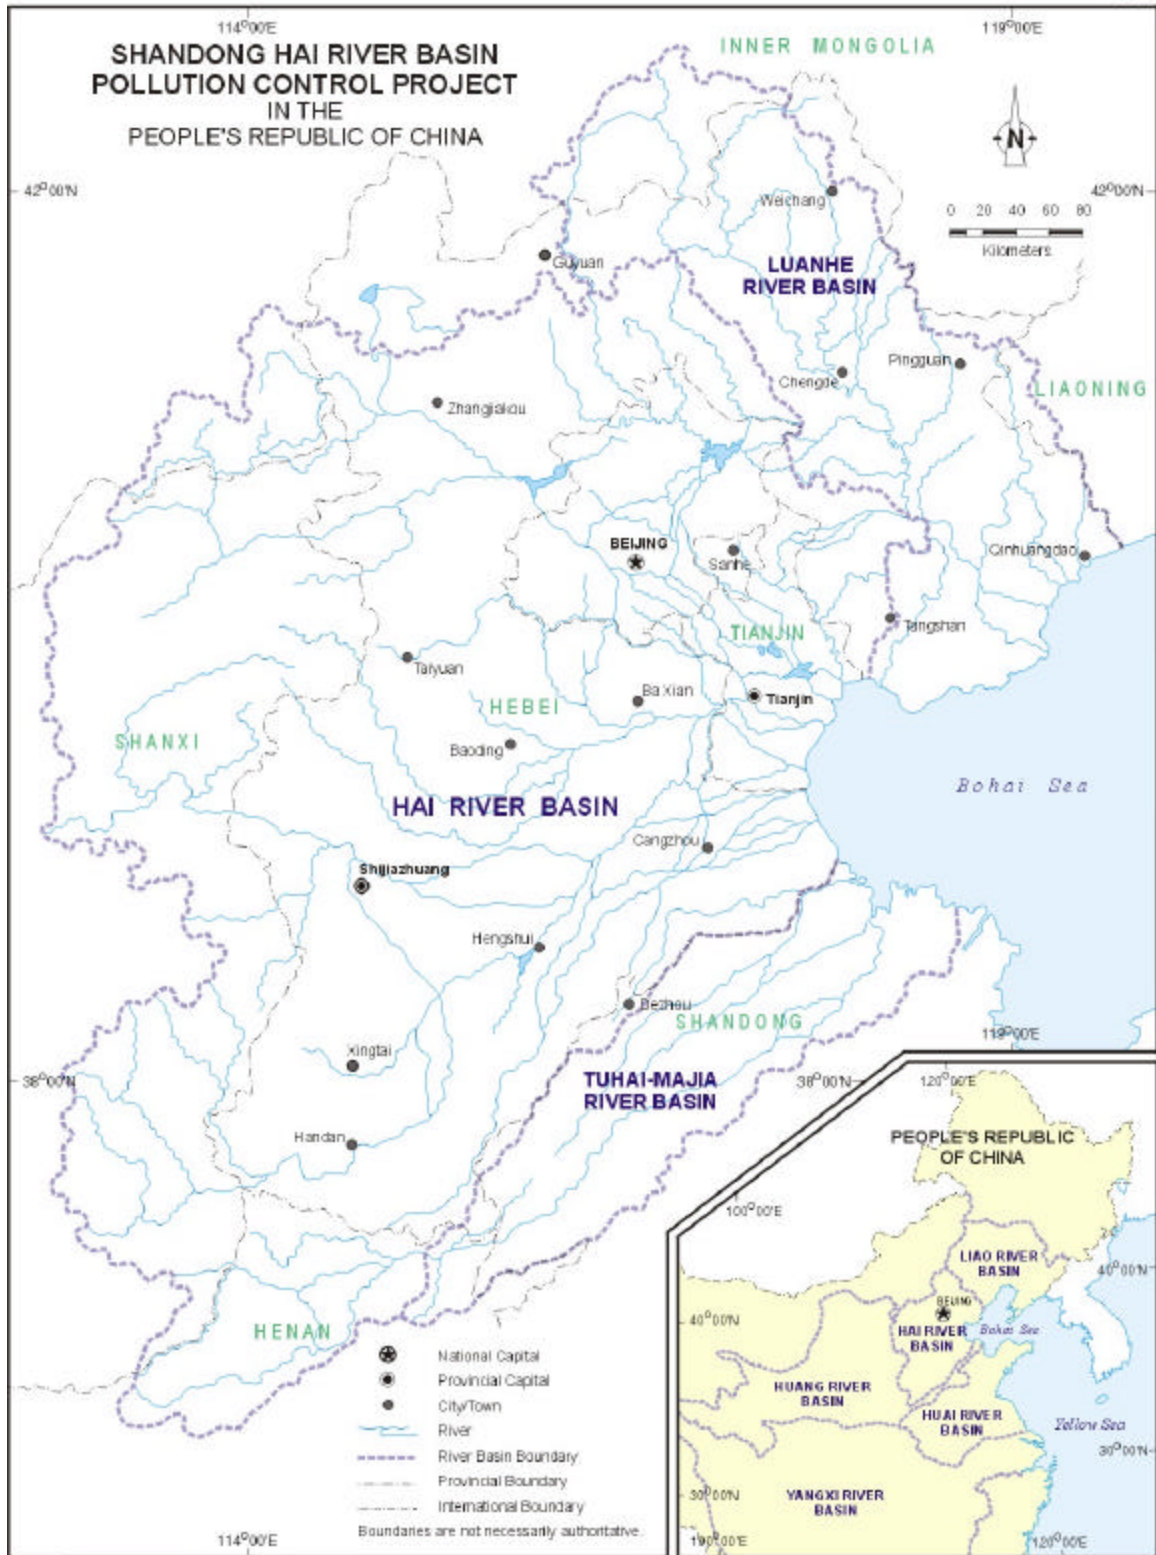 114°00'E
119°00'E
SHANDONG HAI RIVER BASIN
POLLUTION CONTROL PROJECT
IN THE
PEOPLE'S REPUBLIC OF CHINA
INNER MONGOLIA
N
42°00'N
42°00'N
0 20 40 60 80
Kilometers
Weichang
Guyuan
LUANHE
RIVER BASIN
Pingguan
Chengde
LIAONING
Zhangjiakou
BEIJING
Sanhe
Qinhuangdao
Tangshan
TIANJIN
Taiyuan
HEBEI
Ba Xian
Tianjin
SHANXI
Baoding
Bohai Sea
HAI RIVER BASIN
Cangzhou
Shijiazhuang
Hengshui
Dezhou
SHANDONG
119°00'E
Xingtai
38°00'N
38°00'N
TUHAI-MAJIA
RIVER BASIN
Handan
HENAN
National Capital
Provincial Capital
City/Town
River
River Basin Boundary
Provincial Boundary
International Boundary
Boundaries are not necessarily authoritative.
114°00'E
120°00'E
PEOPLE'S REPUBLIC
OF CHINA
100°00'E
LIAO RIVER
BASIN
40°00'N
BEIJING
40°00'N
HAI RIVER
BASIN
Bohai Sea
HUANG RIVER
BASIN
HUAI RIVER
BASIN
Yellow Sea
30°00'N
30°00'N
YANGXI RIVER
BASIN
120°00'E